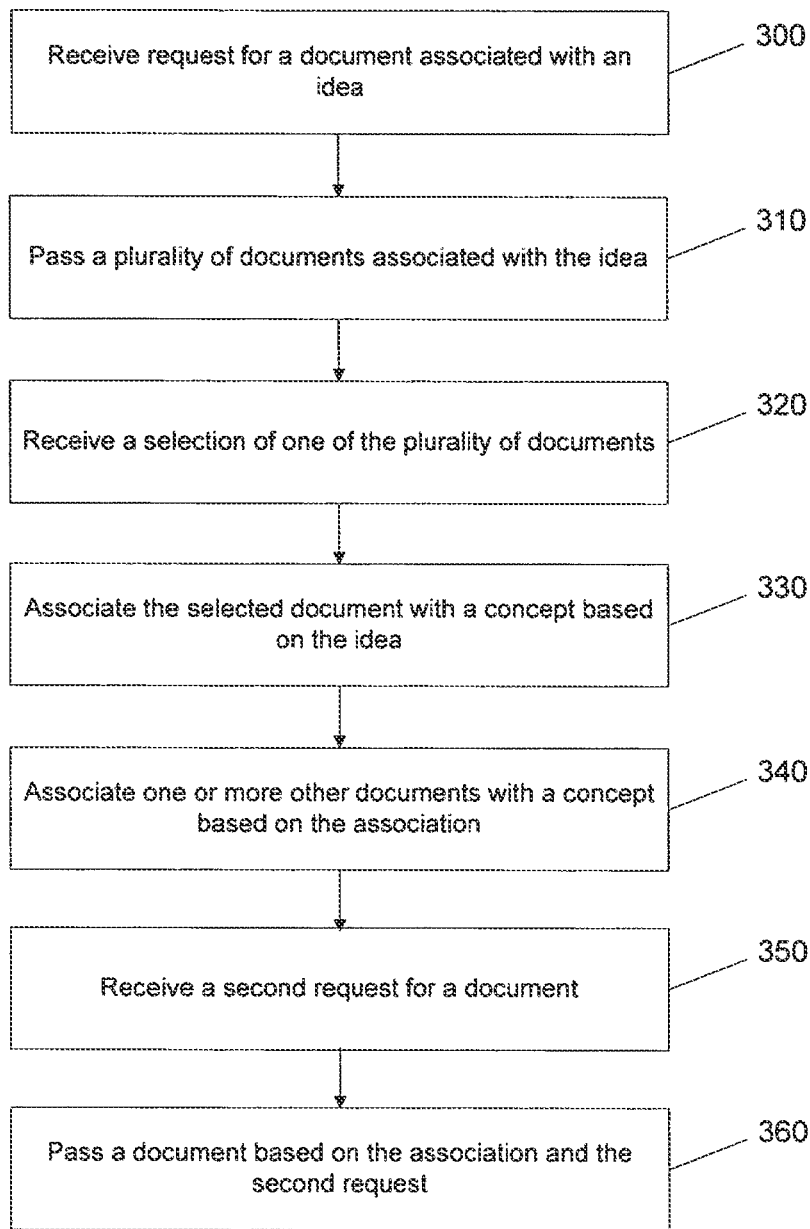 300
Receive request for a document associated with an
idea
310
Pass a plurality of documents associated with the idea
320
Receive a selection of one of the plurality of documents
330
Associate the selected document with a concept based
on the idea
340
Associate one or more other documents with a concept
based on the association
350
Receive a second request for a document
360
Pass a document based on the association and the
second request